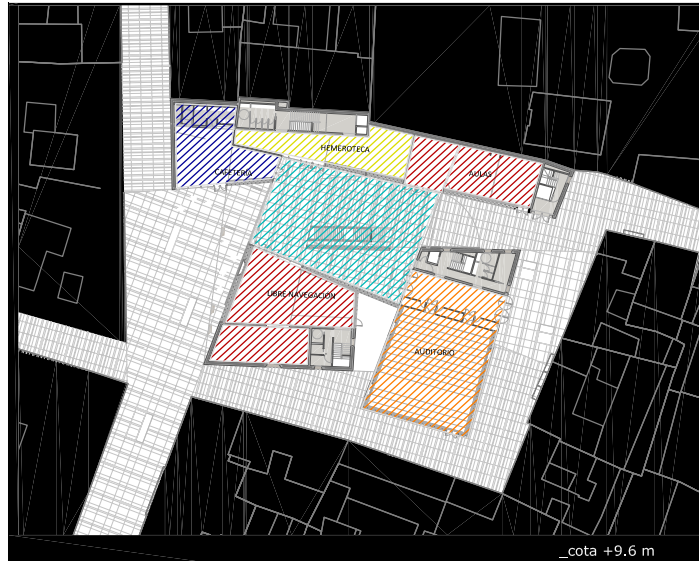 HEMEROTECA
CAFETERIA
AULAS
LIBRE NAVEGACION
AUDITORIO
_cota +9.6 m